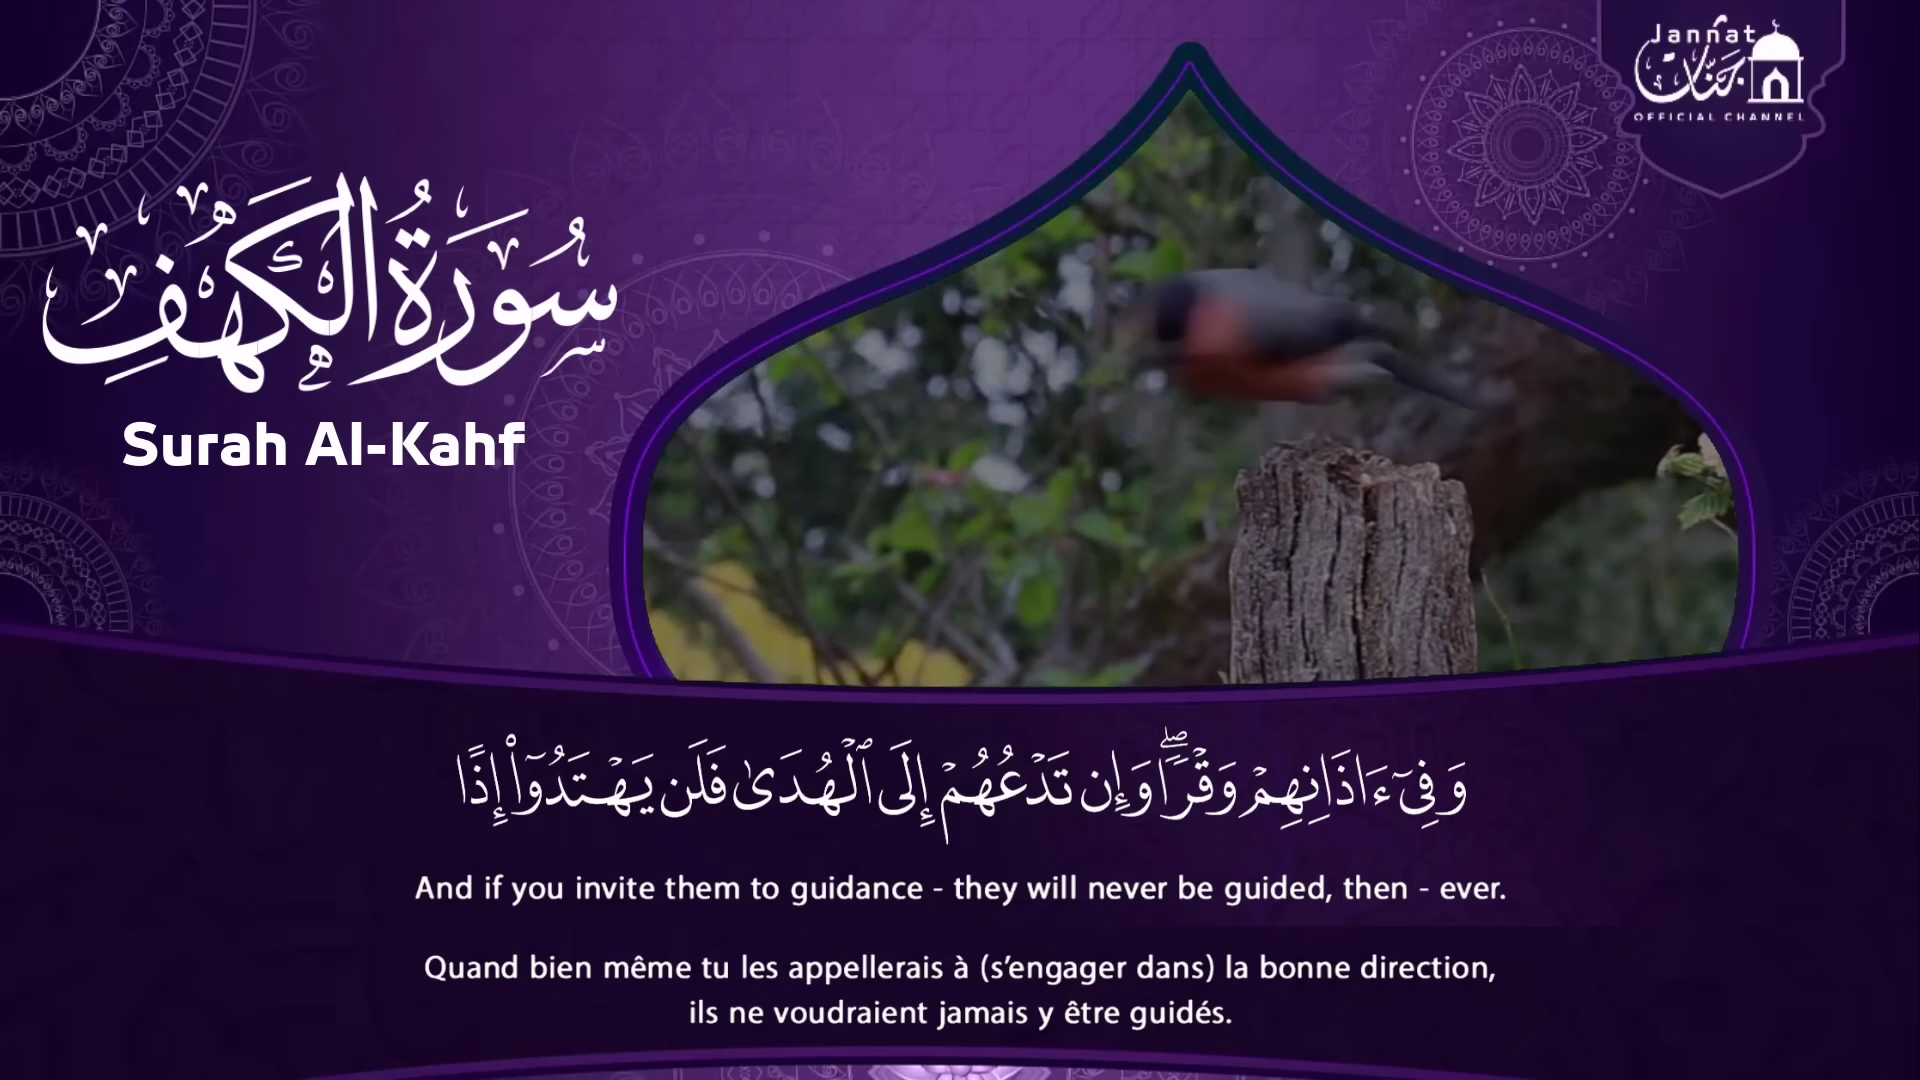 Jannat
جنات
OFFICIAL CHANNEL
سُورَةُ الْكَهْفِ
Surah Al-Kahf
وَفِىٓ ءَاذَانِهِمْ وَقْرًۭا ۖ وَإِن تَدْعُهُمْ إِلَى ٱلْهُدَىٰ فَلَن يَهْتَدُوٓا۟ إِذًا
And if you invite them to guidance - they will never be guided, then - ever.
Quand bien même tu les appellerais à (s’engager dans) la bonne direction,
ils ne voudraient jamais y être guidés.